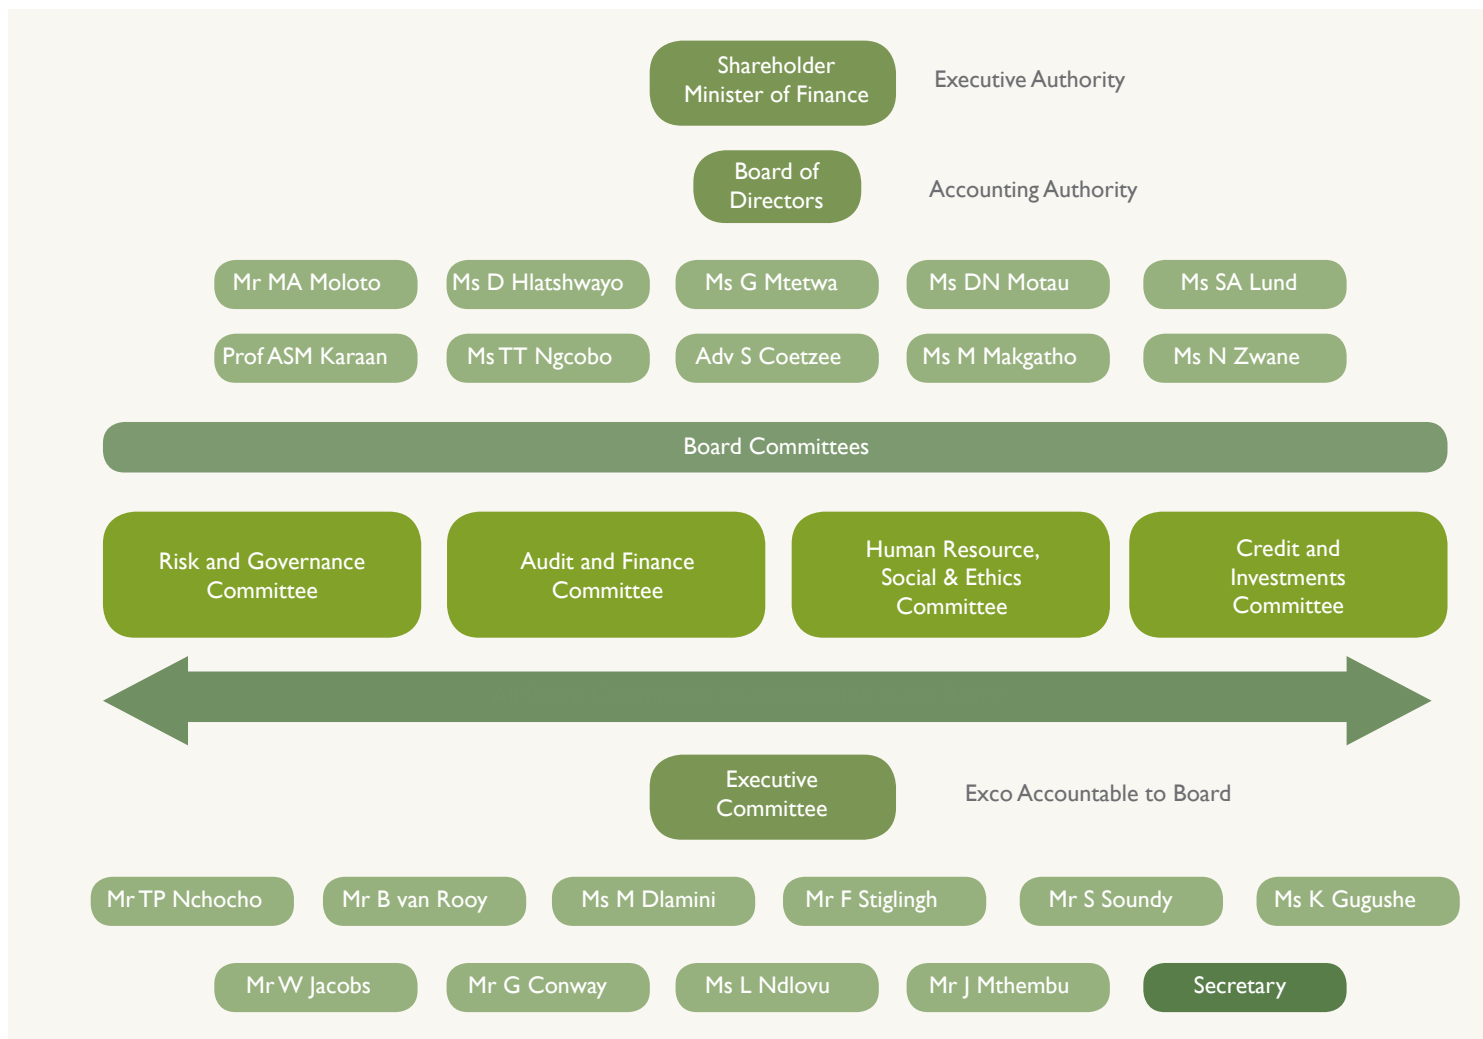 Shareholder
Minister of Finance
Executive Authority
Board of
Directors
Accounting Authority
Mr MA Moloto
Ms D Hlatshwayo
Ms G Mtetwa
Ms DN Motau
Ms SA Lund
Prof ASM Karaan
Ms TT Ngcobo
Adv S Coetzee
Ms M Makgatho
Ms N Zwane
Board Committees
Risk and Governance
Committee
Audit and Finance
Committee
Human Resource,
Social & Ethics
Committee
Credit and
Investments
Committee
Executive
Committee
Exco Accountable to Board
Mr TP Nchocho
Mr B van Rooy
Ms M Dlamini
Mr F Stiglingh
Mr S Soundy
Ms K Gugushe
Mr W Jacobs
Mr G Conway
Ms L Ndlovu
Mr J Mthembu
Secretary